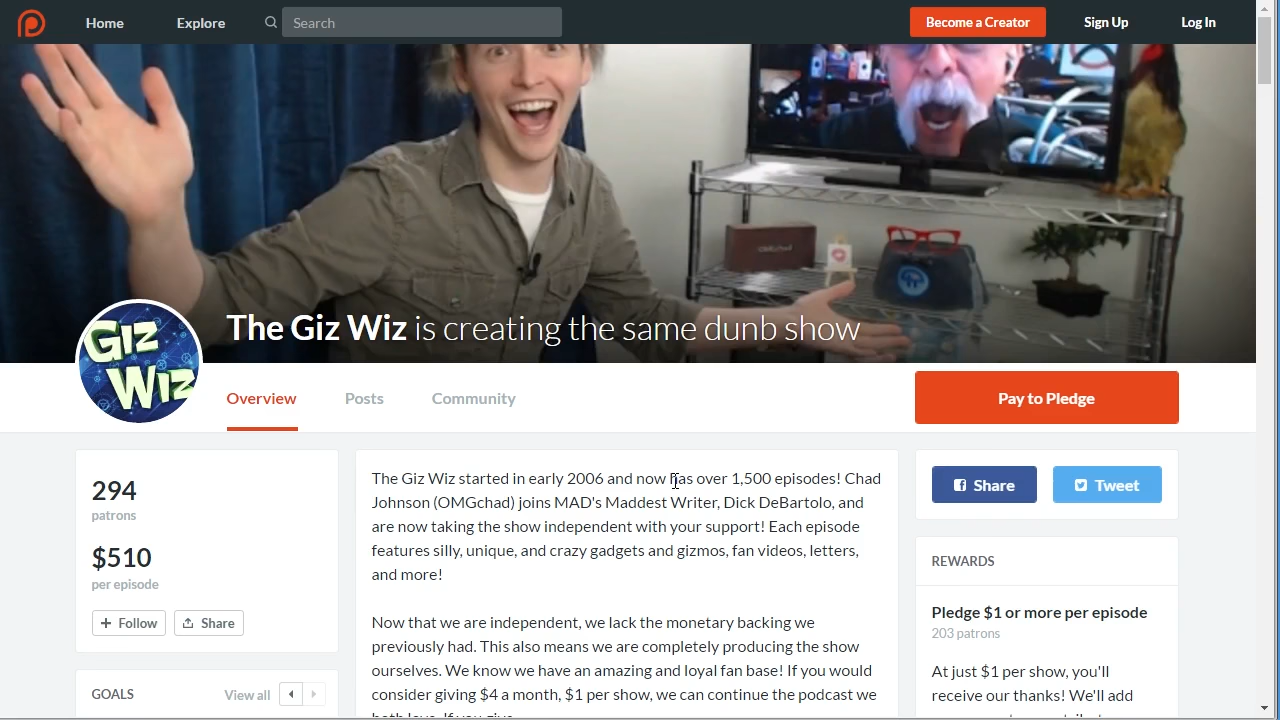 Home
Explore
Search
Become a Creator
Sign Up
Log In
The Giz Wiz is creating the same dunb show
GIZ
WIZ
Overview
Posts
Community
Pay to Pledge
294
patrons
$510
per episode
Follow
Share
GOALS
View all
The Giz Wiz started in early 2006 and now has over 1,500 episodes! Chad
Johnson (OMGchad) joins MAD's Maddest Writer, Dick DeBartolo, and
are now taking the show independent with your support! Each episode
features silly, unique, and crazy gadgets and gizmos, fan videos, letters,
and more!
Now that we are independent, we lack the monetary backing we
previously had. This also means we are completely producing the show
ourselves. We know we have an amazing and loyal fan base! If you would
consider giving $4 a month, $1 per show, we can continue the podcast we
both love. If you give
Share
Tweet
REWARDS
Pledge $1 or more per episode
203 patrons
At just $1 per show, you'll
receive our thanks! We'll add